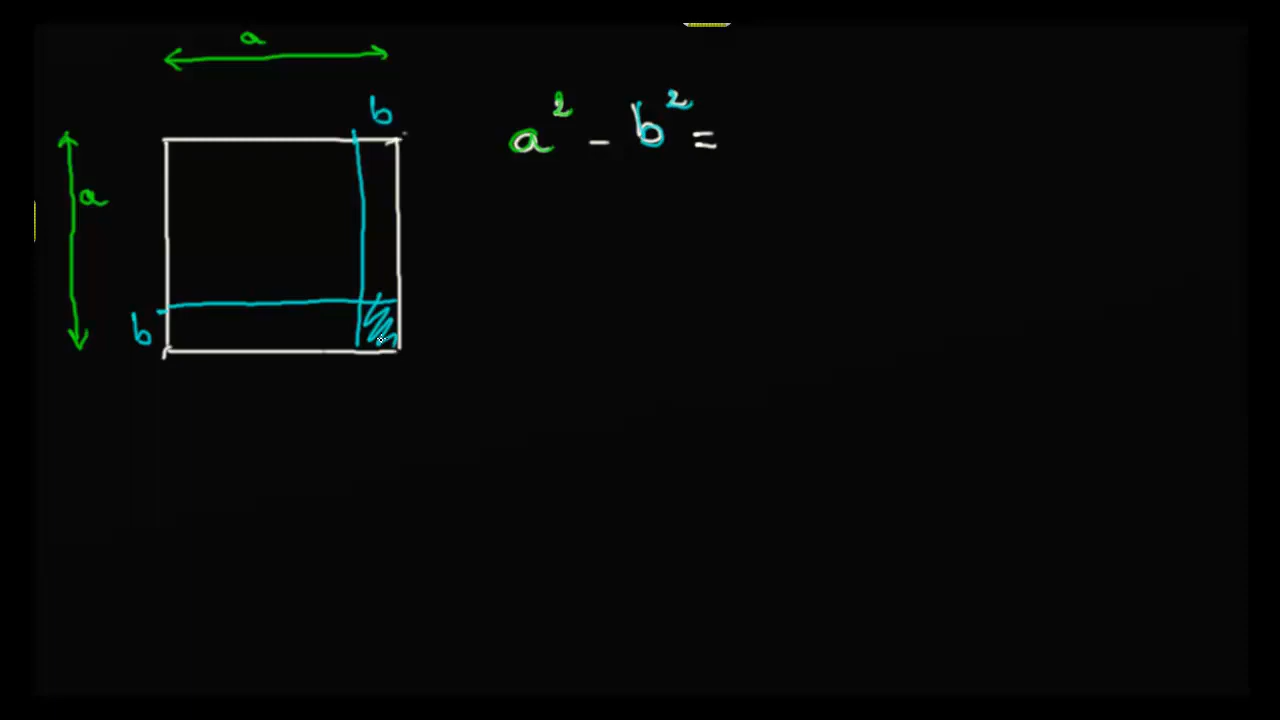 a
b
a² - b² =
a
b